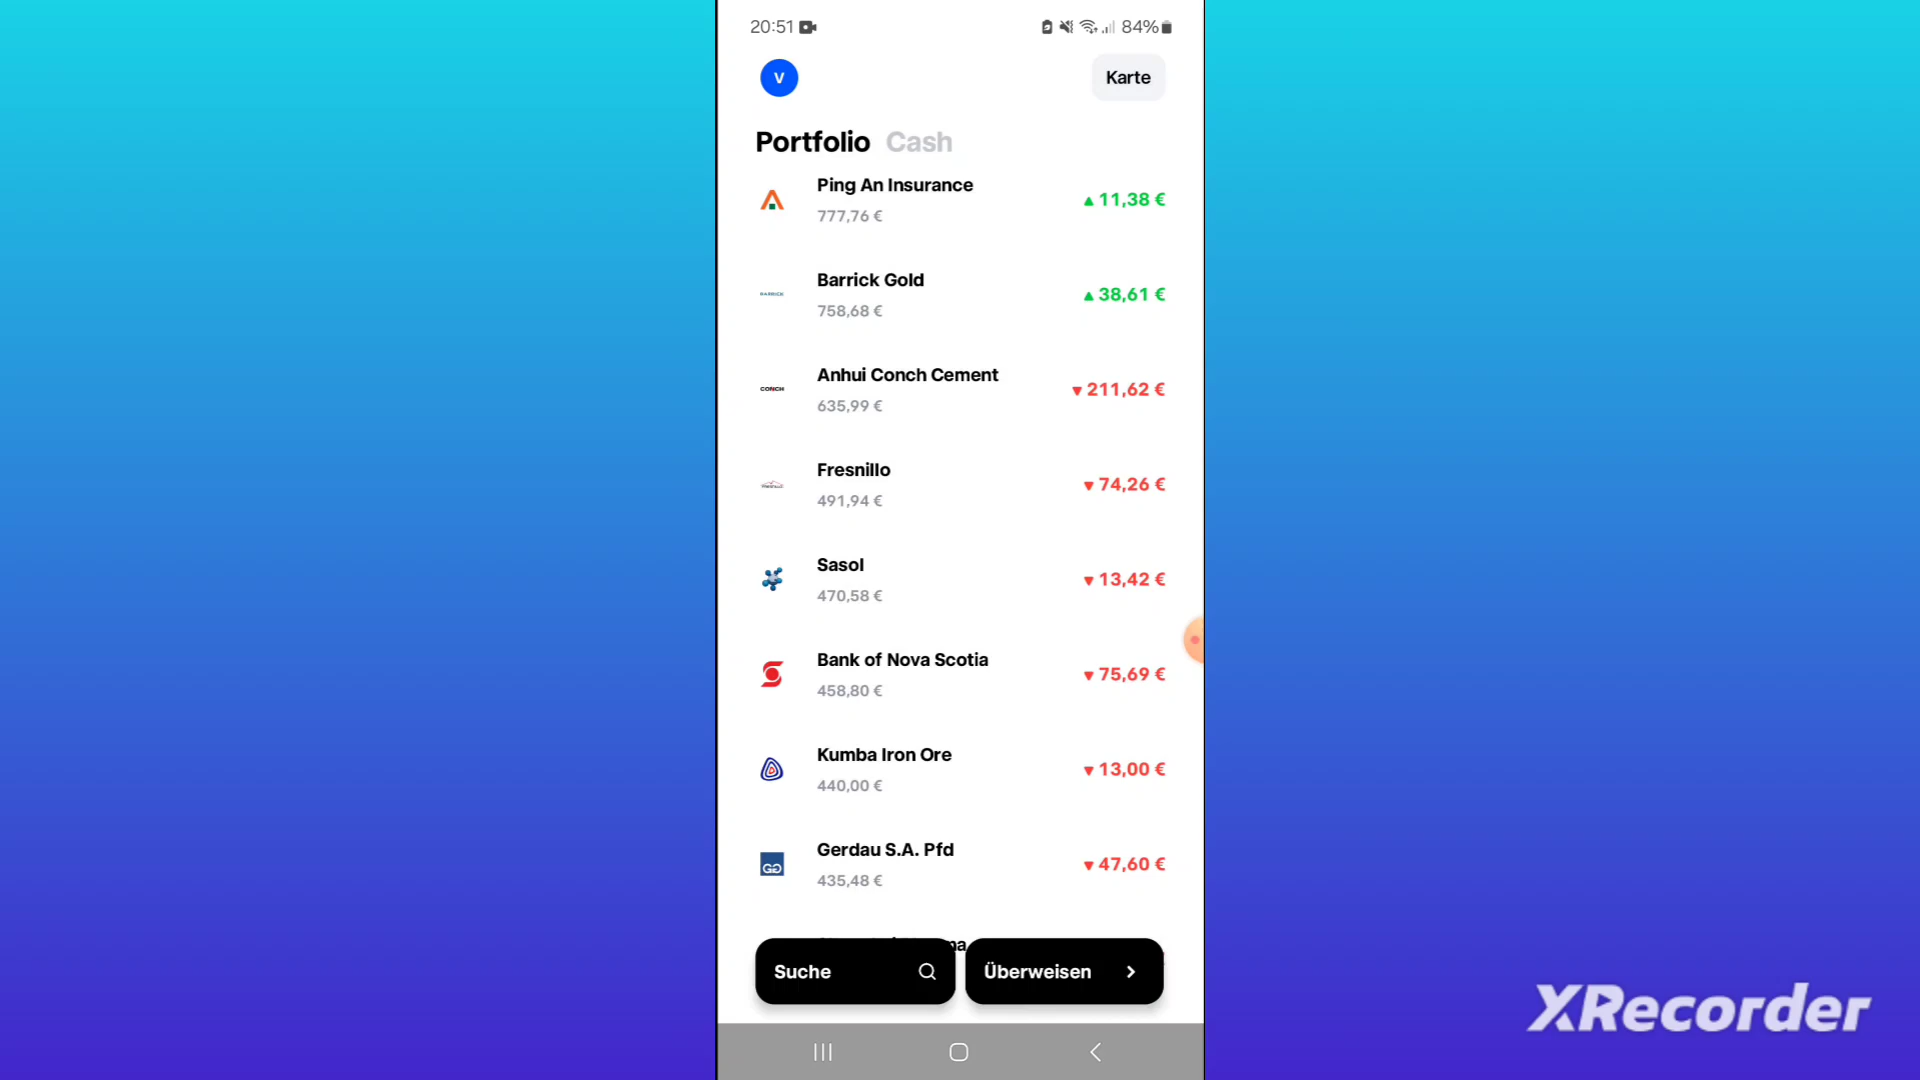 20:51 84%
V Karte
Portfolio Cash
Ping An Insurance
777,76 € ▲ 11,38 €
BARRICK Barrick Gold
758,68 € ▲ 38,61 €
CONCH Anhui Conch Cement
635,99 € ▼ 211,62 €
Fresnillo
491,94 € ▼ 74,26 €
Sasol
470,58 € ▼ 13,42 €
Bank of Nova Scotia
458,80 € ▼ 75,69 €
Kumba Iron Ore
440,00 € ▼ 13,00 €
Gerdau S.A. Pfd
435,48 € ▼ 47,60 €
Suche Überweisen
XRecorder